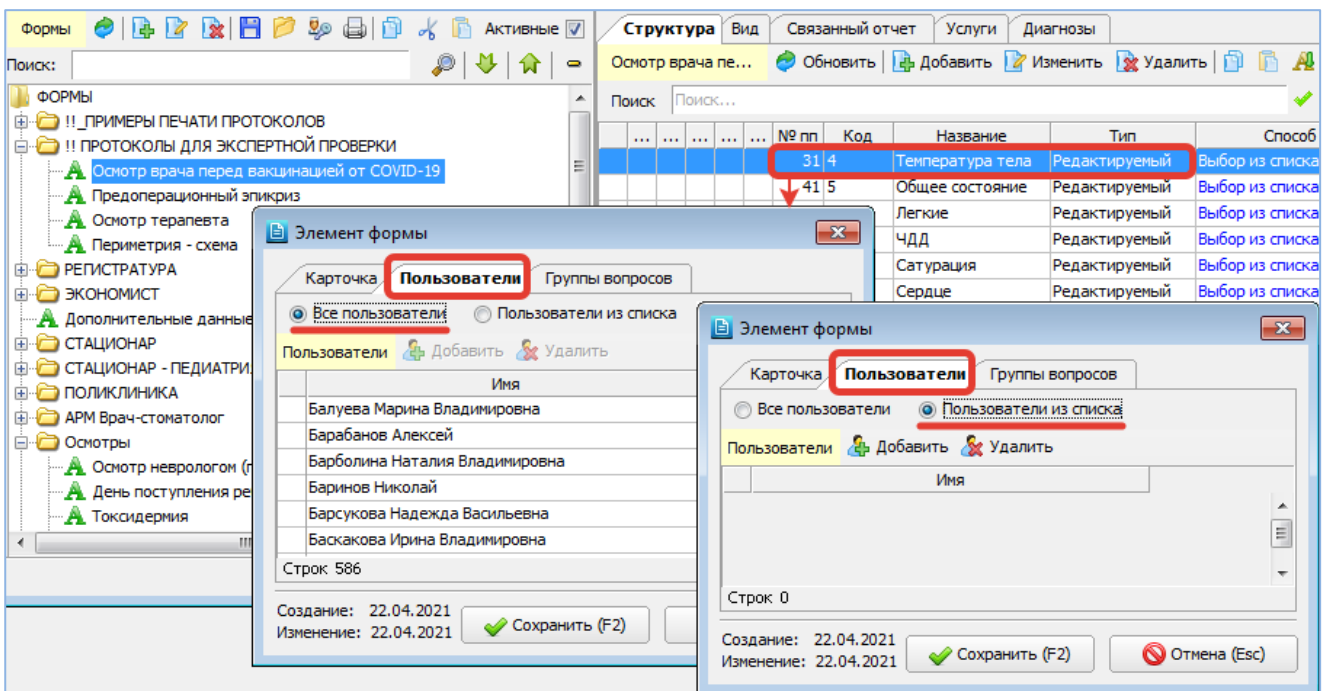 Формы
Активные
Поиск:
ФОРМЫ
!!_ПРИМЕРЫ ПЕЧАТИ ПРОТОКОЛОВ
!! ПРОТОКОЛЫ ДЛЯ ЭКСПЕРТНОЙ ПРОВЕРКИ
Осмотр врача перед вакцинацией от COVID-19
Предоперационный эпикриз
Осмотр терапевта
Периметрия - схема
РЕГИСТРАТУРА
ЭКОНОМИСТ
Дополнительные данные
СТАЦИОНАР
СТАЦИОНАР - ПЕДИАТРИ
ПОЛИКЛИНИКА
АРМ Врач-стоматолог
Осмотры
Осмотр неврологом (п
День поступления ре
Токсидермия
Структура Вид Связанный отчет Услуги Диагнозы
Осмотр врача пе... Обновить Добавить Изменить Удалить
Поиск Поиск...
... ... ... ... № пп Код Название Тип Способ
31 4 Температура тела Редактируемый Выбор из списка
41 5 Общее состояние Редактируемый Выбор из списка
Легкие Редактируемый Выбор из списка
ЧДД Редактируемый Выбор из списка
Сатурация Редактируемый Выбор из списка
Сердце Редактируемый Выбор из списка
Элемент формы
Карточка Пользователи Группы вопросов
Все пользователи Пользователи из списка
Пользователи Добавить Удалить
Имя
Балуева Марина Владимировна
Барабанов Алексей
Барболина Наталия Владимировна
Баринов Николай
Барсукова Надежда Васильевна
Баскакова Ирина Владимировна
Строк 586
Создание: 22.04.2021
Изменение: 22.04.2021
Сохранить (F2)
Элемент формы
Карточка Пользователи Группы вопросов
Все пользователи Пользователи из списка
Пользователи Добавить Удалить
Имя
Строк 0
Создание: 22.04.2021
Изменение: 22.04.2021
Сохранить (F2) Отмена (Esc)